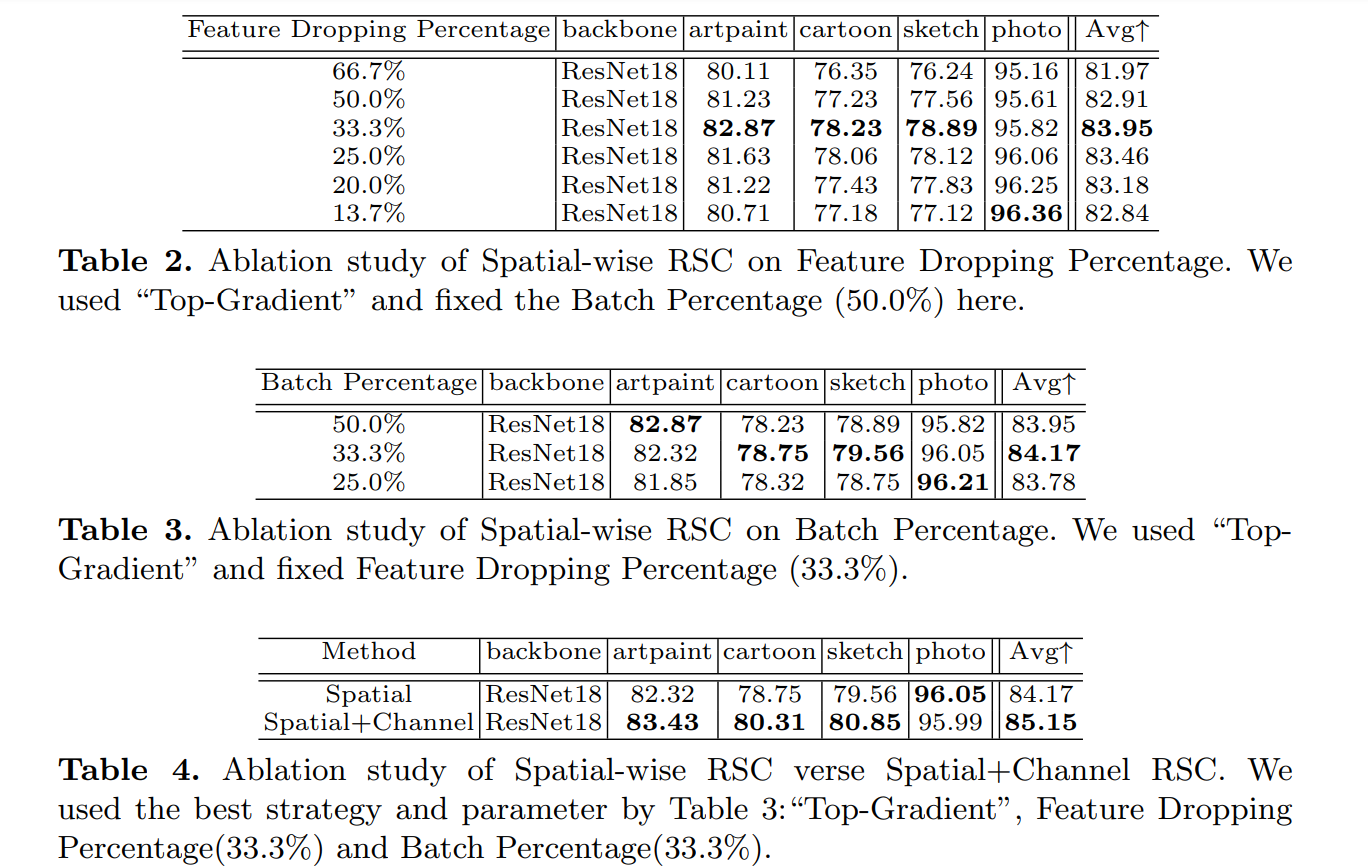 Feature Dropping Percentage backbone artpaint cartoon sketch photo Avg↑
66.7% ResNet18 80.11 76.35 76.24 95.16 81.97
50.0% ResNet18 81.23 77.23 77.56 95.61 82.91
33.3% ResNet18 82.87 78.23 78.89 95.82 83.95
25.0% ResNet18 81.63 78.06 78.12 96.06 83.46
20.0% ResNet18 81.22 77.43 77.83 96.25 83.18
13.7% ResNet18 80.71 77.18 77.12 96.36 82.84
Table 2. Ablation study of Spatial-wise RSC on Feature Dropping Percentage. We
used “Top-Gradient” and fixed the Batch Percentage (50.0%) here.
Batch Percentage backbone artpaint cartoon sketch photo Avg↑
50.0% ResNet18 82.87 78.23 78.89 95.82 83.95
33.3% ResNet18 82.32 78.75 79.56 96.05 84.17
25.0% ResNet18 81.85 78.32 78.75 96.21 83.78
Table 3. Ablation study of Spatial-wise RSC on Batch Percentage. We used “Top-
Gradient” and fixed Feature Dropping Percentage (33.3%).
Method backbone artpaint cartoon sketch photo Avg↑
Spatial ResNet18 82.32 78.75 79.56 96.05 84.17
Spatial+Channel ResNet18 83.43 80.31 80.85 95.99 85.15
Table 4. Ablation study of Spatial-wise RSC verse Spatial+Channel RSC. We
used the best strategy and parameter by Table 3:“Top-Gradient”, Feature Dropping
Percentage(33.3%) and Batch Percentage(33.3%).